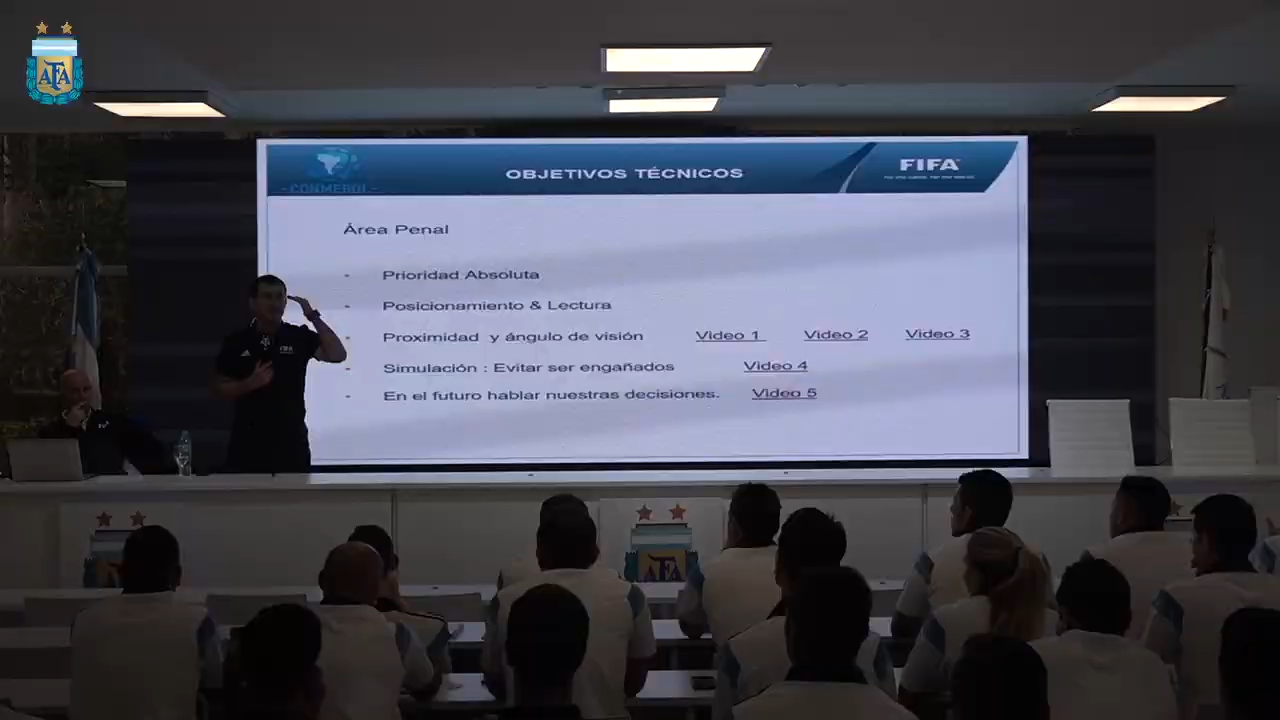 AFA
CONMEBOL
OBJETIVOS TÉCNICOS
FIFA
Área Penal
- Prioridad Absoluta
- Posicionamiento & Lectura
- Proximidad y ángulo de visión Video 1 Video 2 Video 3
- Simulación : Evitar ser engañados Video 4
- En el futuro hablar nuestras decisiones. Video 5
FIFA
AFA